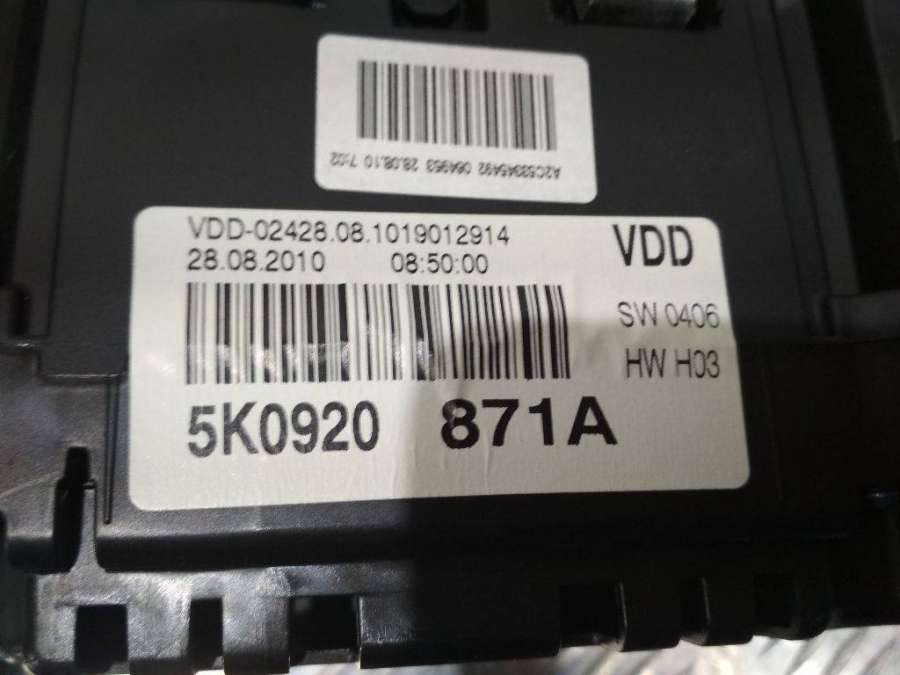 A2C53345492 064953 28.08.10 7:02
VDD-02428.08.1019012914
28.08.2010 08:50:00
VDD
SW 0406
HW H03
5K0920 871A